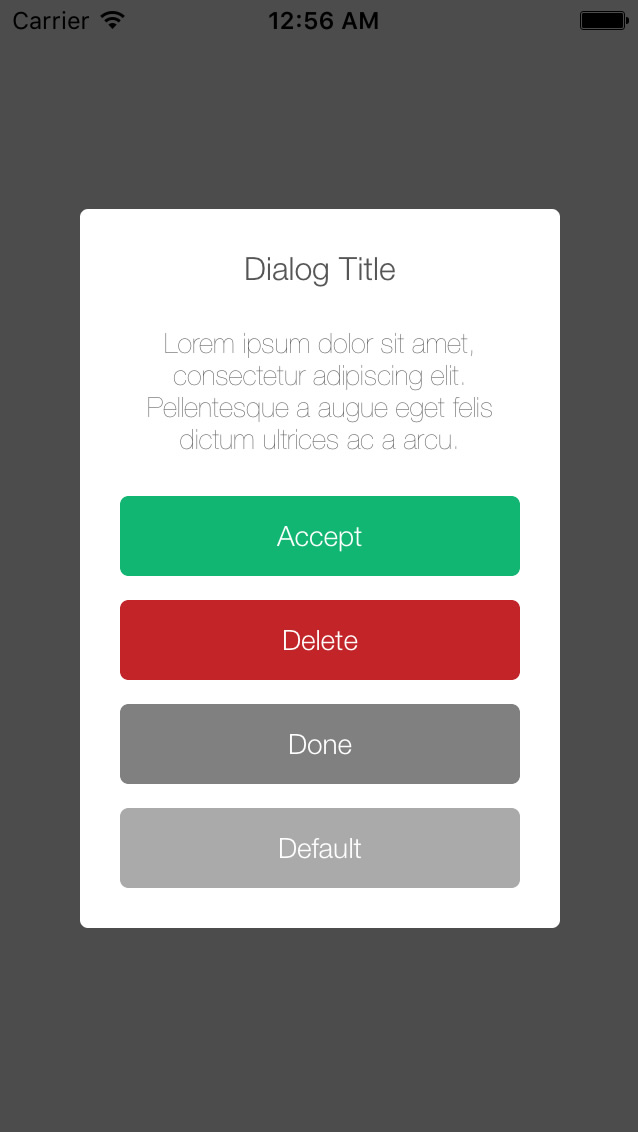 Carrier 12:56 AM
Dialog Title
Lorem ipsum dolor sit amet,
consectetur adipiscing elit.
Pellentesque a augue eget felis
dictum ultrices ac a arcu.
Accept
Delete
Done
Default